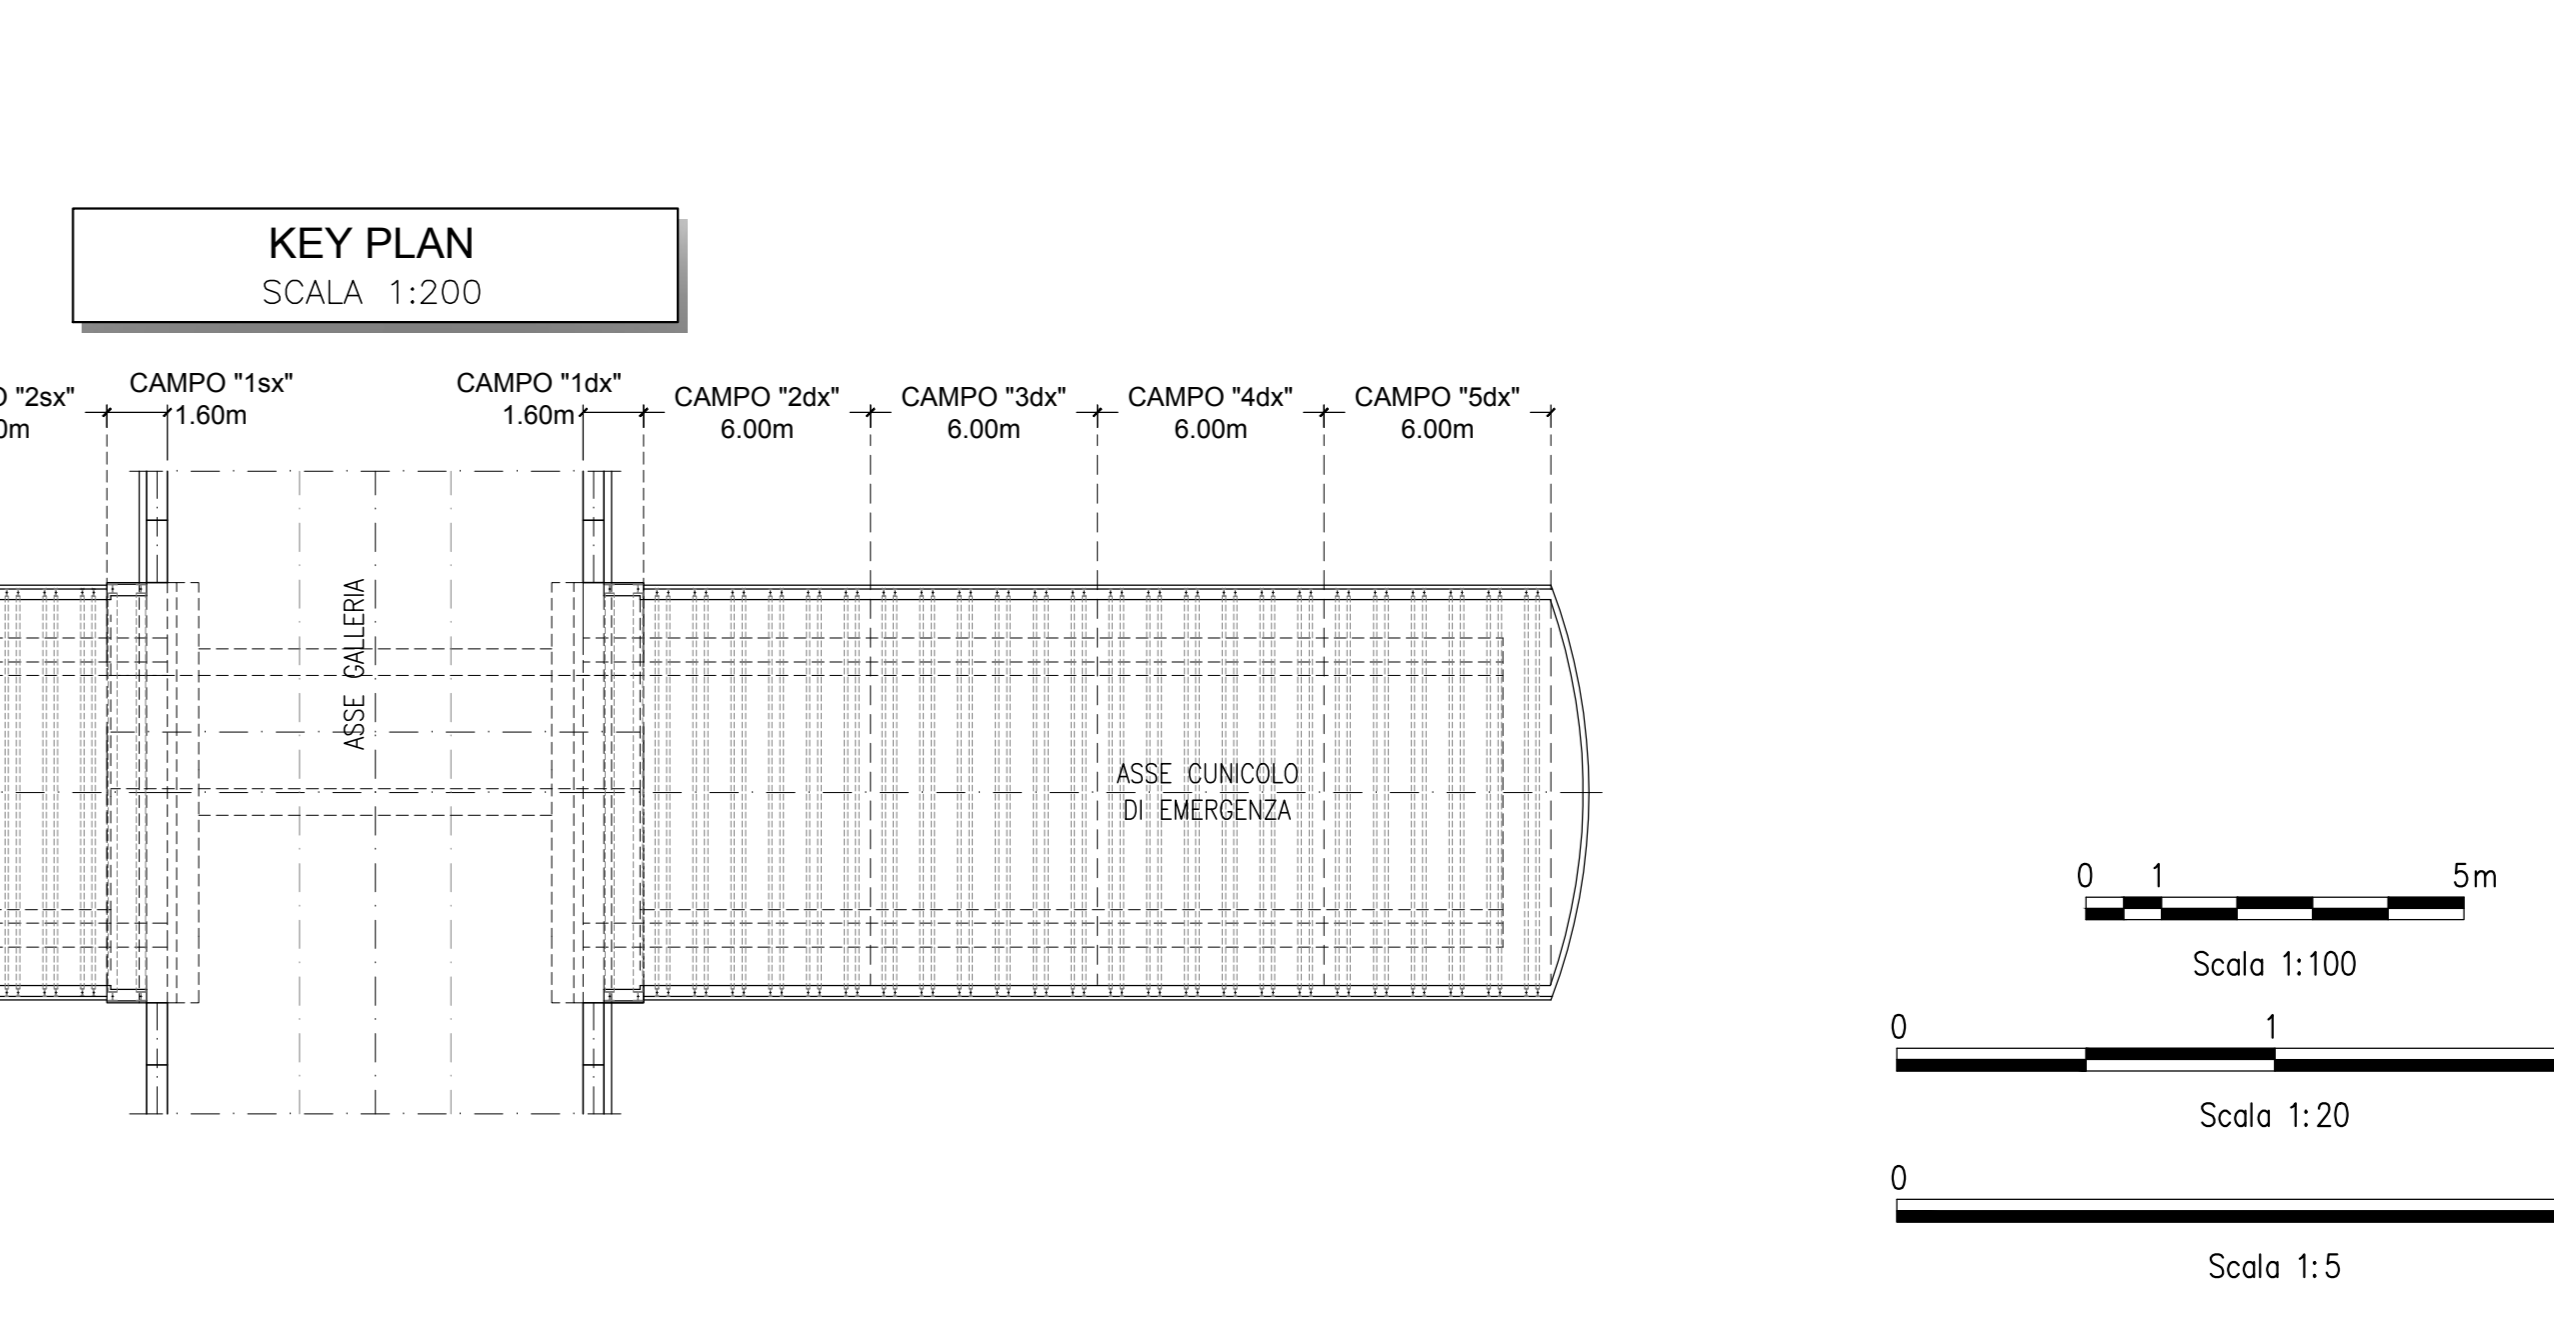 KEY PLAN
SCALA 1:200
"2sx"
CAMPO "1sx"
1.60m
CAMPO "1dx"
1.60m
CAMPO "2dx"
6.00m
CAMPO "3dx"
6.00m
CAMPO "4dx"
6.00m
CAMPO "5dx"
6.00m
ASSE GALLERIA
ASSE CUNICOLO
DI EMERGENZA
0 1 5m
Scala 1:100
0 1
Scala 1:20
0
Scala 1:5